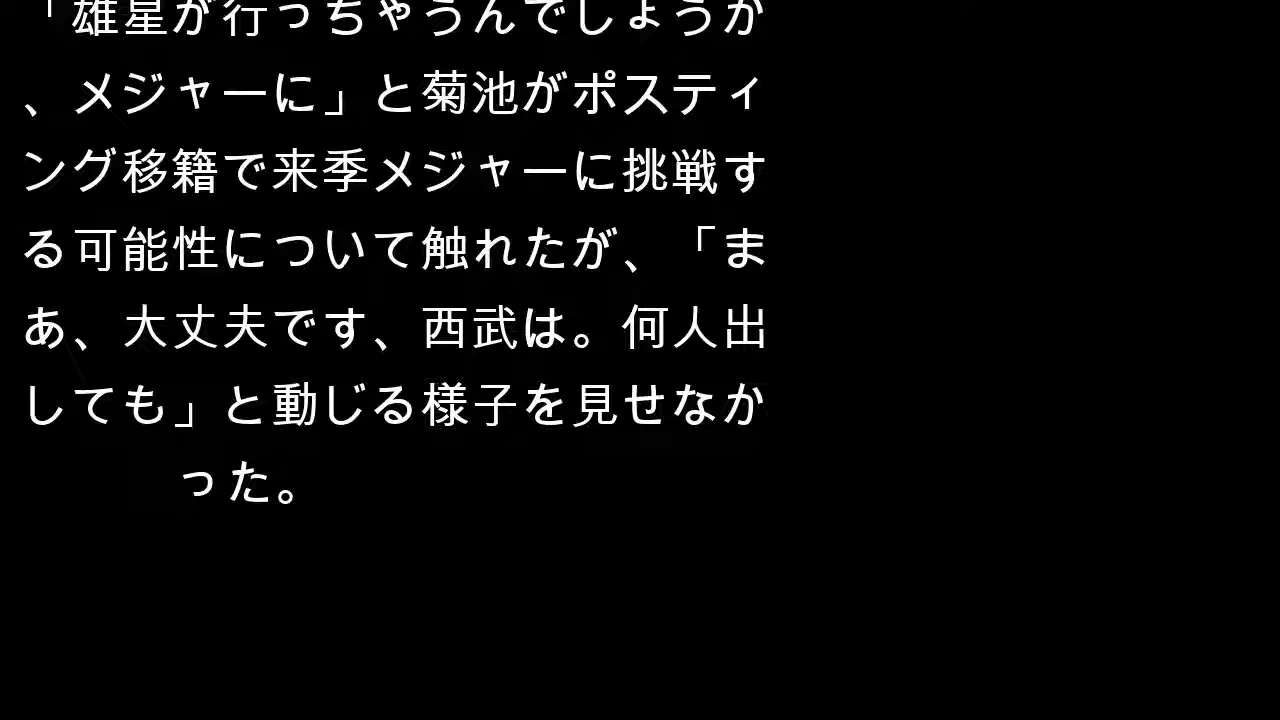 「雄星が行っちゃうんでしょうか
、メジャーに」と菊池がポスティ
ング移籍で来季メジャーに挑戦す
る可能性について触れたが、「ま
あ、大丈夫です、西武は。何人出
しても」と動じる様子を見せなか
った。